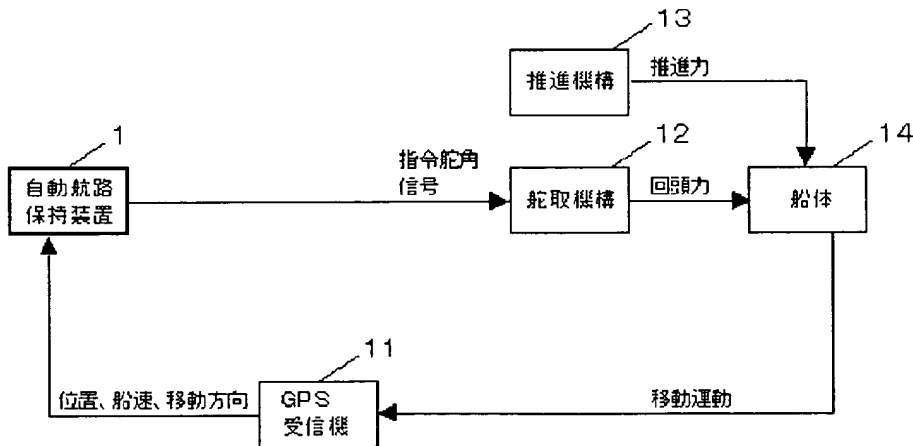 13
推進機構
推進力
1
自動航路
保持装置
指令舵角
信号
12
舵取機構
回頭力
14
船体
11
GPS
受信機
位置、船速、移動方向
移動運動